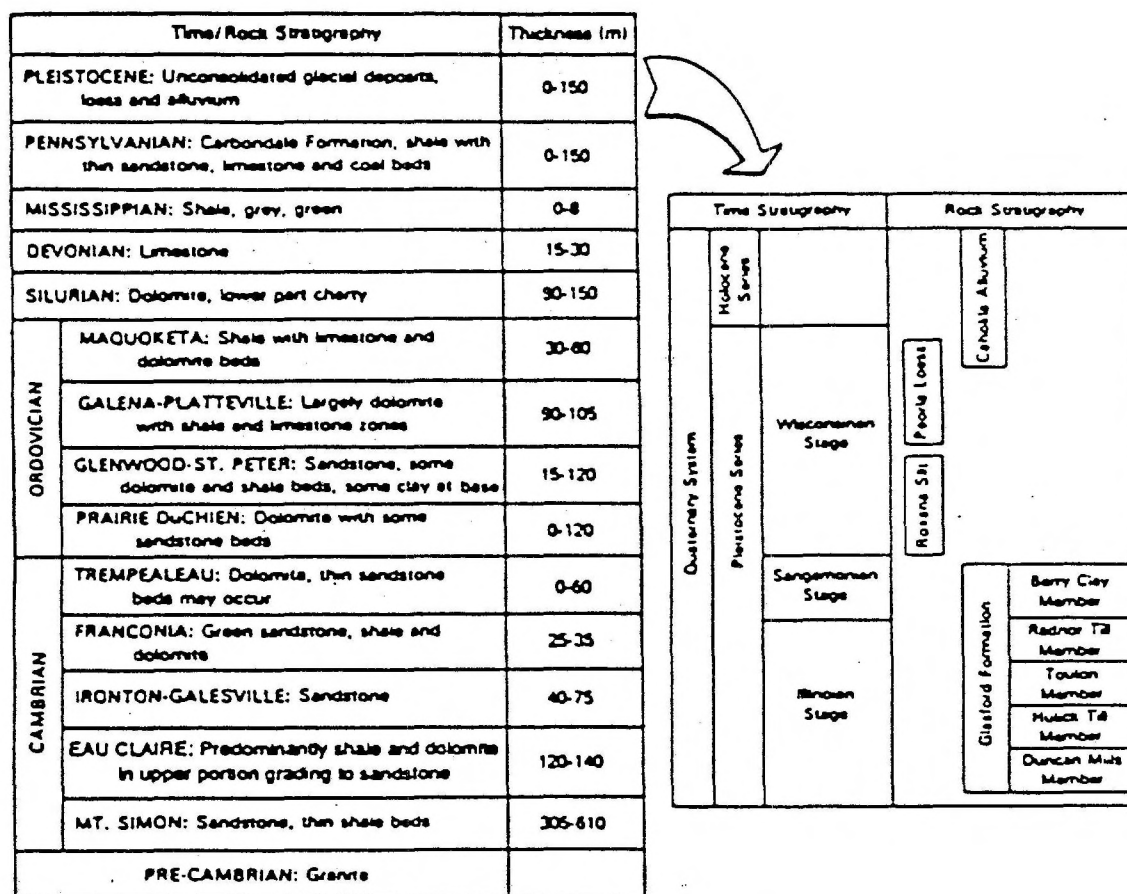 Time/Rock Stratigraphy
Thickness (m)
PLEISTOCENE: Unconsolidated glacial deposits,
loess and alluvium
0-150
PENNSYLVANIAN: Carbondale Formation, shale with
thin sandstone, limestone and coal beds
0-150
MISSISSIPPIAN: Shale, grey, green
0-8
DEVONIAN: Limestone
15-30
SILURIAN: Dolomite, lower part cherty
90-150
ORDOVICIAN
MAQUOKETA: Shale with limestone and
dolomite beds
30-60
GALENA-PLATTEVILLE: Largely dolomite
with shale and limestone zones
90-105
GLENWOOD-ST. PETER: Sandstone, some
dolomite and shale beds, some clay at base
15-120
PRAIRIE DuCHIEN: Dolomite with some
sandstone beds
0-120
CAMBRIAN
TREMPEALEAU: Dolomite, thin sandstone
beds may occur
0-60
FRANCONIA: Green sandstone, shale and
dolomite
25-35
IRONTON-GALESVILLE: Sandstone
40-75
EAU CLAIRE: Predominantly shale and dolomite
in upper portion grading to sandstone
120-140
MT. SIMON: Sandstone, thin shale beds
305-610
PRE-CAMBRIAN: Granite
Time Stratigraphy
Rock Stratigraphy
Quaternary System
Holocene
Series
Pleistocene Series
Wisconsinan
Stage
Sangamonian
Stage
Illinoian
Stage
Cahokia Alluvium
Peoria Loess
Roxana Silt
Glasford Formation
Berry Clay
Member
Radnor Till
Member
Toulon
Member
Hulick Till
Member
Duncan Mills
Member